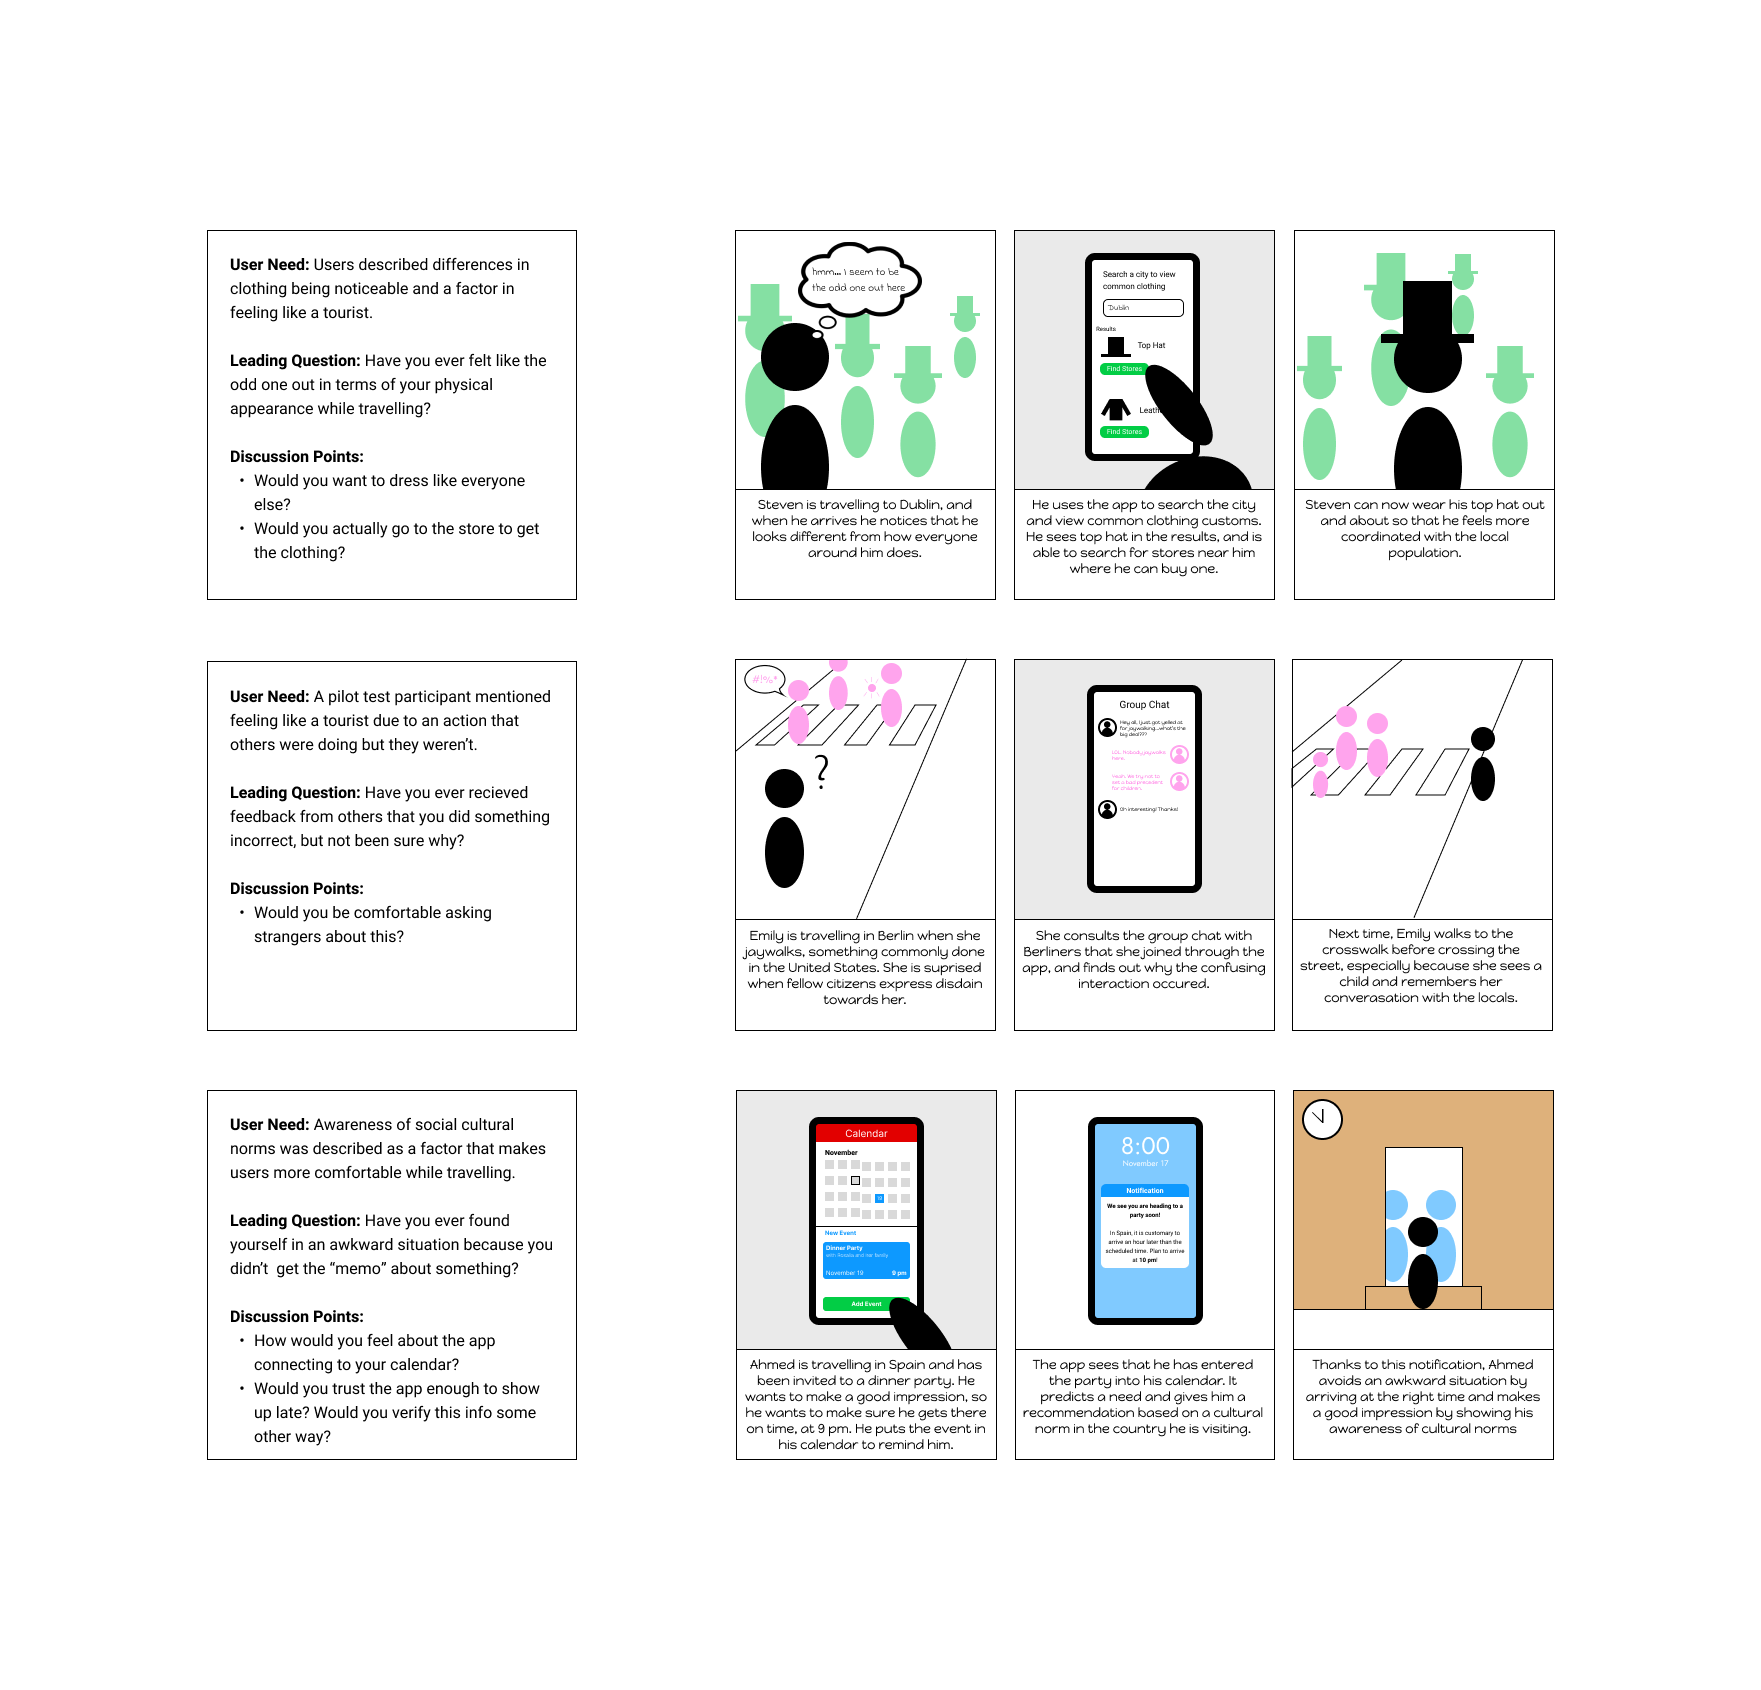 User Need: Users described differences in
clothing being noticeable and a factor in
feeling like a tourist.
Leading Question: Have you ever felt like the
odd one out in terms of your physical
appearance while travelling?
Discussion Points:
• Would you want to dress like everyone
else?
• Would you actually go to the store to get
the clothing?
hmm... I seem to be
the odd one out here
Steven is travelling to Dublin, and
when he arrives he notices that he
looks different from how everyone
around him does.
Search a city to view
common clothing
Dublin
Results
Top Hat
Find Stores
Leath
Find Stores
He uses the app to search the city
and view common clothing customs.
He sees top hat in the results, and is
able to search for stores near him
where he can buy one.
Steven can now wear his top hat out
and about so that he feels more
coordinated with the local
population.
User Need: A pilot test participant mentioned
feeling like a tourist due to an action that
others were doing but they weren't.
Leading Question: Have you ever recieved
feedback from others that you did something
incorrect, but not been sure why?
Discussion Points:
• Would you be comfortable asking
strangers about this?
#!%*
?
Emily is travelling in Berlin when she
jaywalks, something commonly done
in the United States. She is suprised
when fellow citizens express disdain
towards her.
Group Chat
Hey all, I just got yelled at
for jaywalking...what's the
big deal???
LOL. Nobody jaywalks
here.
Yeah. We try not to
set a bad precedent
for children.
Oh interesting! Thanks!
She consults the group chat with
Berliners that she joined through the
app, and finds out why the confusing
interaction occured.
Next time, Emily walks to the
crosswalk before crossing the
street, especially because she sees a
child and remembers her
converasation with the locals.
User Need: Awareness of social cultural
norms was described as a factor that makes
users more comfortable while travelling.
Leading Question: Have you ever found
yourself in an awkward situation because you
didn't  get the “memo” about something?
Discussion Points:
• How would you feel about the app
connecting to your calendar?
• Would you trust the app enough to show
up late? Would you verify this info some
other way?
Calendar
November
New Event
Dinner Party
with Rosalia and her family
November 19 9 pm
Add Event
Ahmed is travelling in Spain and has
been invited to a dinner party. He
wants to make a good impression, so
he wants to make sure he gets there
on time, at 9 pm. He puts the event in
his calendar to remind him.
8:00
November 17
Notification
We see you are heading to a
party soon!
In Spain, it is customary to
arrive an hour later than the
scheduled time. Plan to arrive
at 10 pm!
The app sees that he has entered
the party into his calendar. It
predicts a need and gives him a
recommendation based on a cultural
norm in the country he is visiting.
Thanks to this notification, Ahmed
avoids an awkward situation by
arriving at the right time and makes
a good impression by showing his
awareness of cultural norms